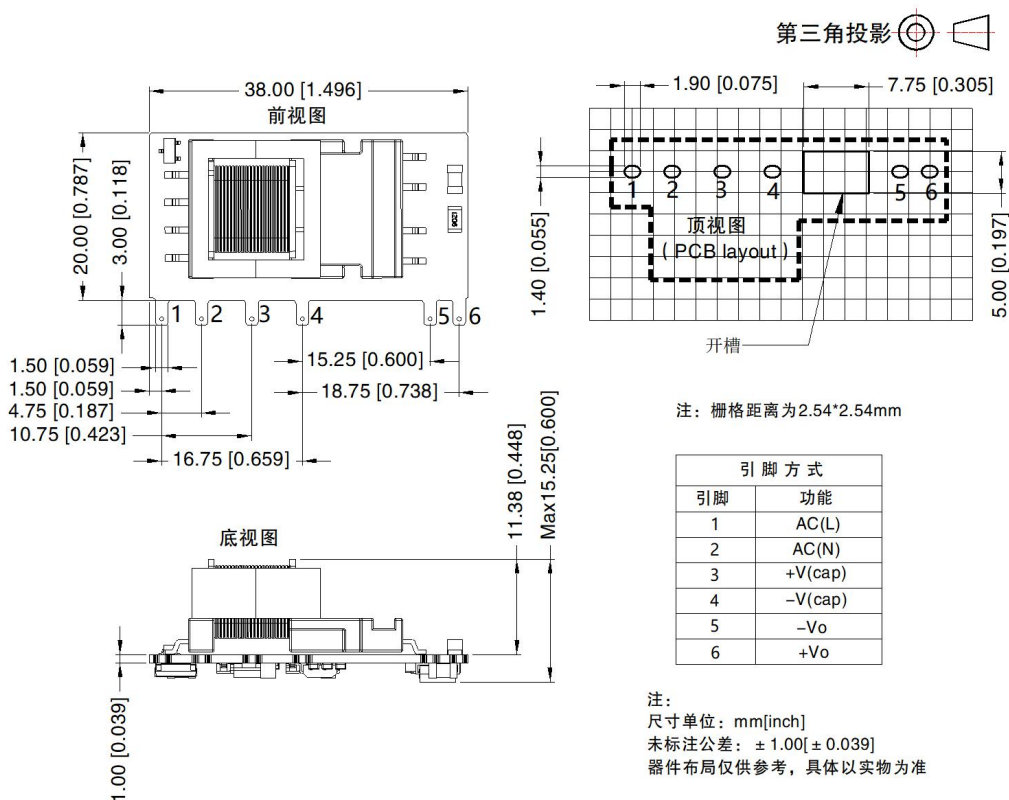 第三角投影
38.00 [1.496]
前视图
20.00 [0.787]
3.00 [0.118]
1 2 3 4 5 6
1.50 [0.059]
1.50 [0.059]
4.75 [0.187]
10.75 [0.423]
16.75 [0.659]
15.25 [0.600]
18.75 [0.738]
1.90 [0.075]
7.75 [0.305]
1 2 3 4 5 6
顶视图
( PCB layout )
1.40 [0.055]
5.00 [0.197]
开槽
注：栅格距离为2.54*2.54mm
底视图
11.38 [0.448]
Max15.25[0.600]
1.00 [0.039]
引脚方式
引脚 功能
1 AC(L)
2 AC(N)
3 +V(cap)
4 −V(cap)
5 −Vo
6 +Vo
注：
尺寸单位：mm[inch]
未标注公差：± 1.00[± 0.039]
器件布局仅供参考，具体以实物为准